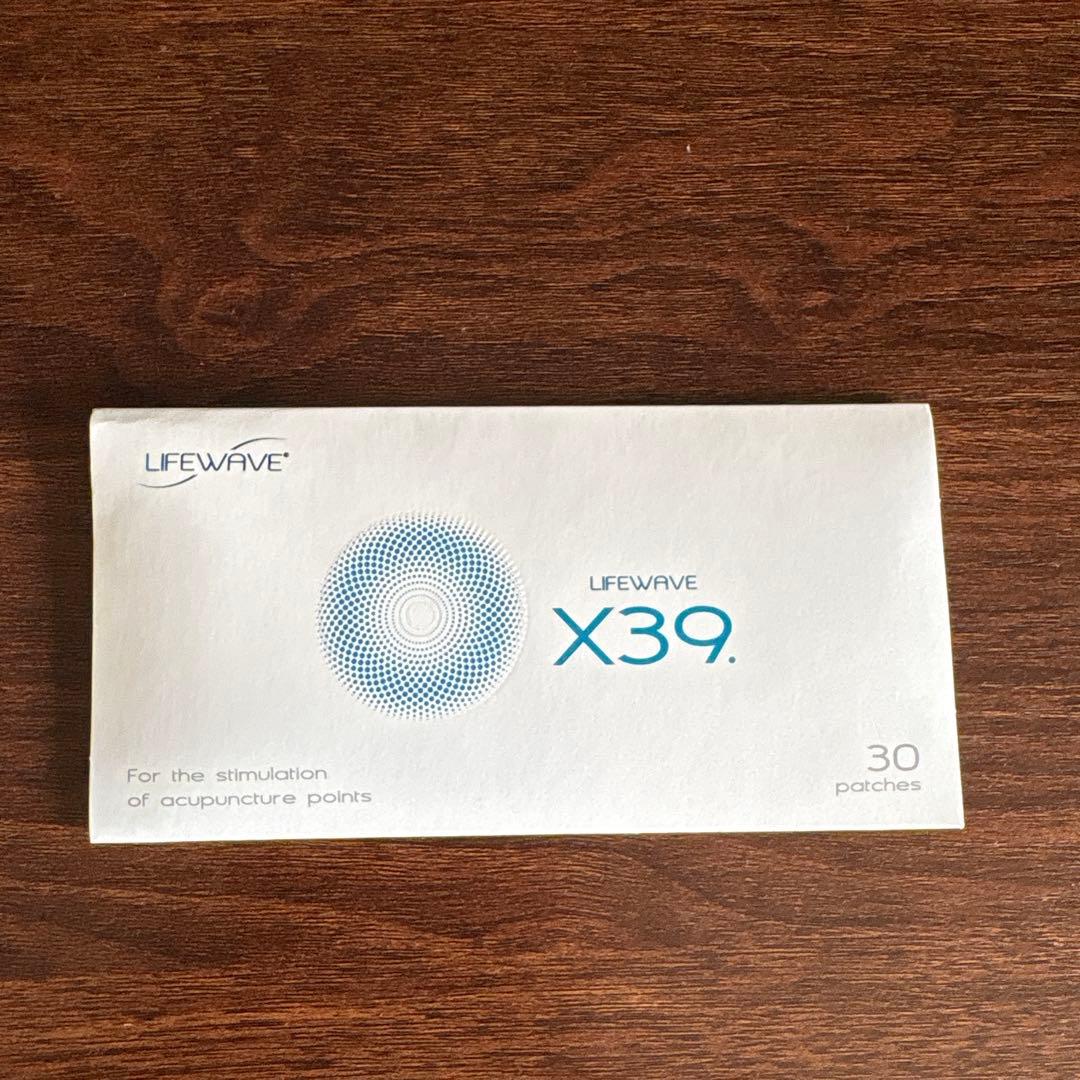 LIFEWAVE®
LIFEWAVE
X39.
For the stimulation
of acupuncture points
30
patches